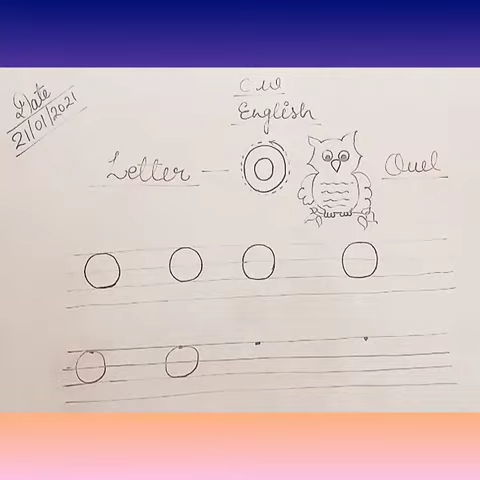 Date
21/01/2021
C W
English
Letter - O
Owl
O O O O
O O